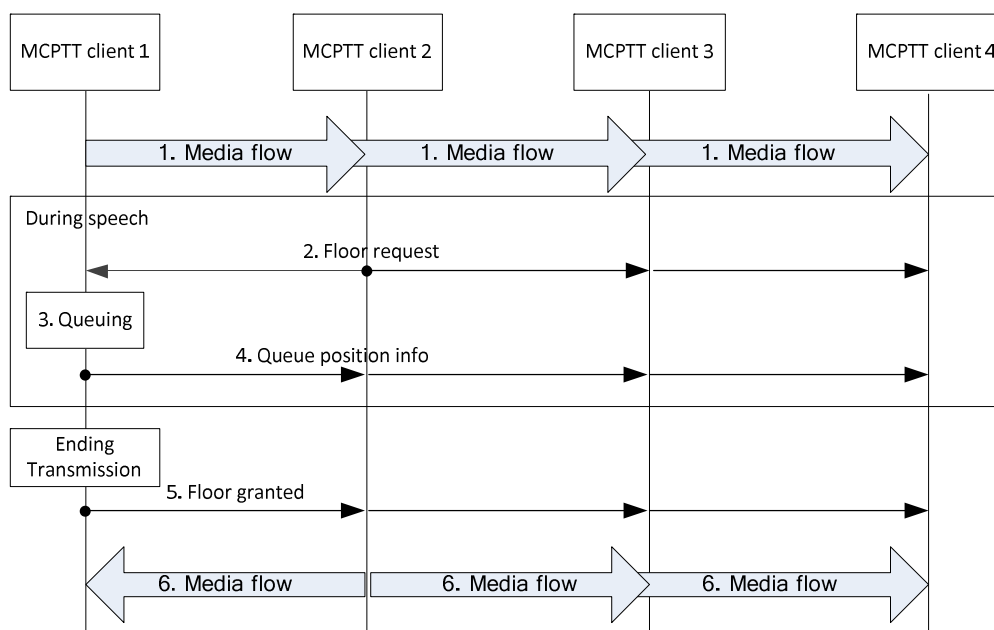 MCPTT client 1
MCPTT client 2
MCPTT client 3
MCPTT client 4
1. Media flow
1. Media flow
1. Media flow
During speech
2. Floor request
3. Queuing
4. Queue position info
Ending
Transmission
5. Floor granted
6. Media flow
6. Media flow
6. Media flow